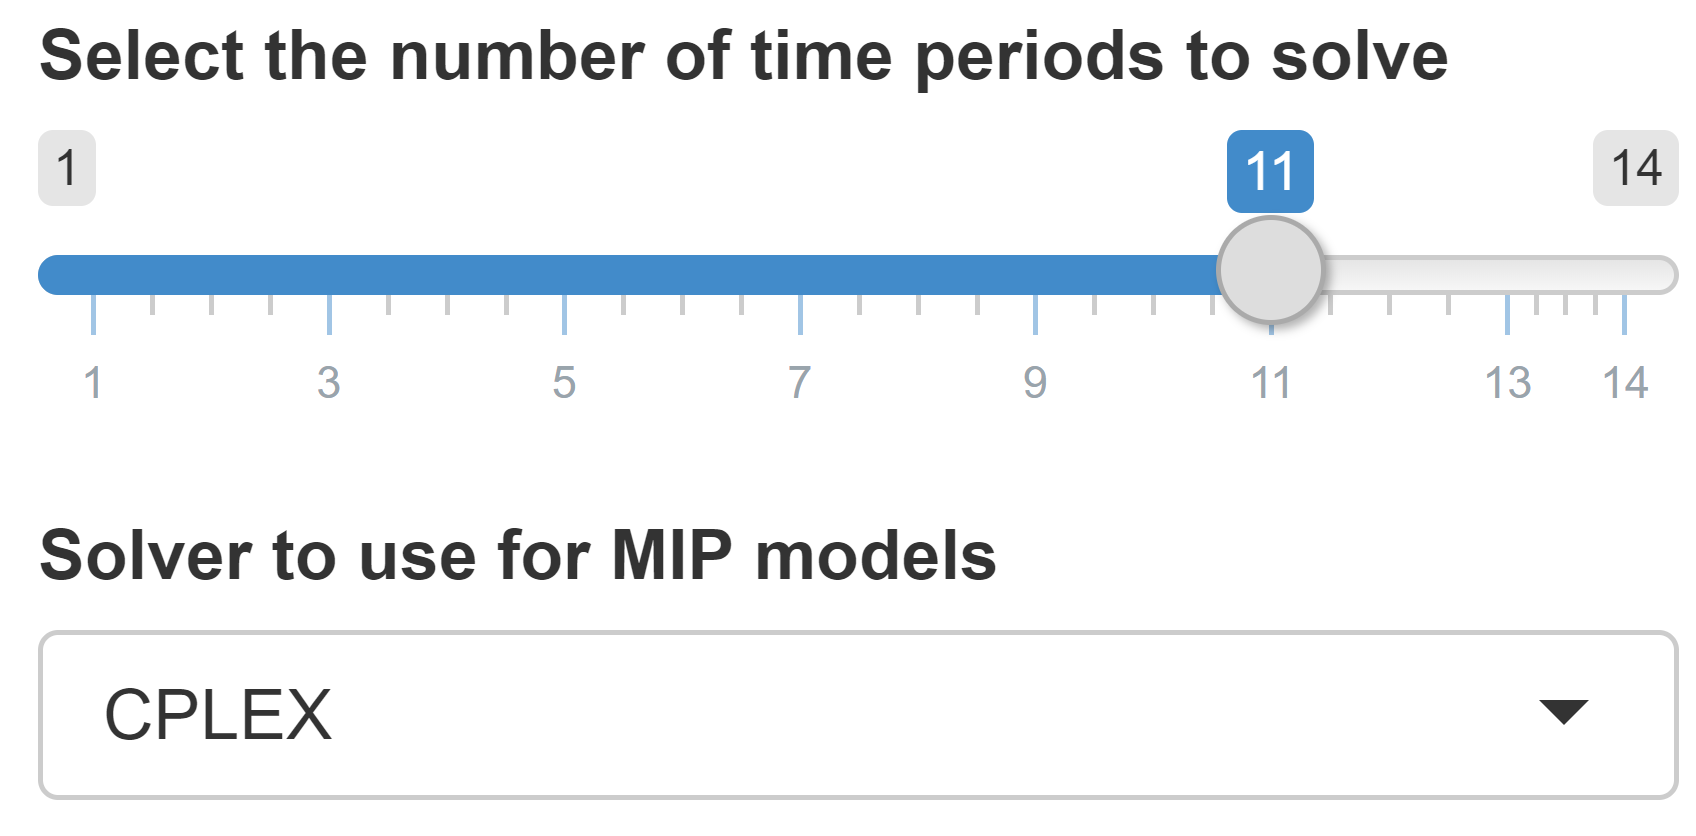 Select the number of time periods to solve
1 11 14
1 3 5 7 9 11 13 14
Solver to use for MIP models
CPLEX